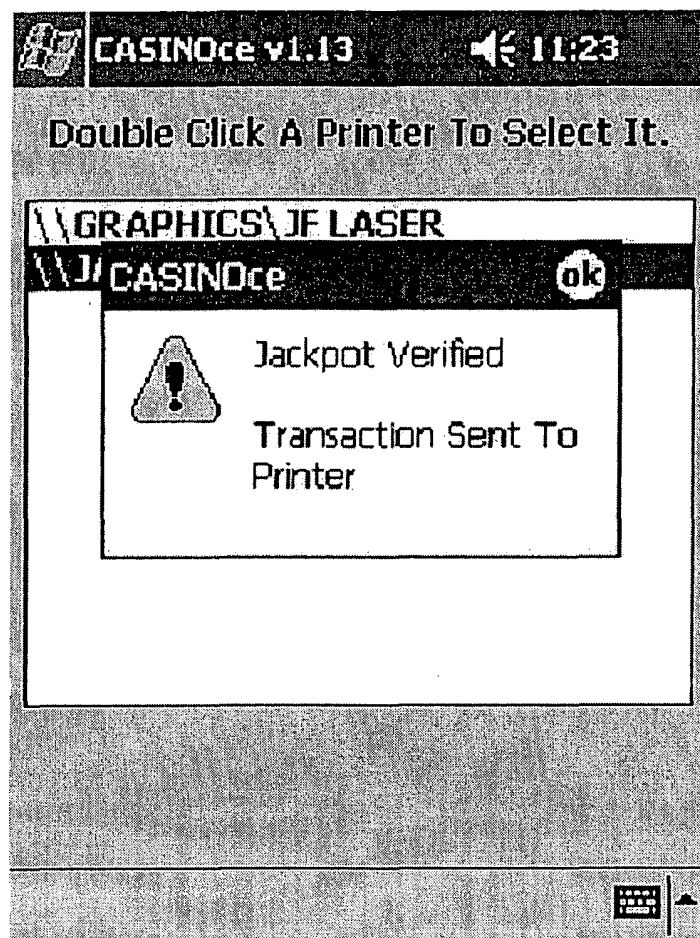 CASINOce v1.13 11:23
Double Click A Printer To Select It.
\\GRAPHICS\JF LASER
CASINOce ok
Jackpot Verified
Transaction Sent To
Printer